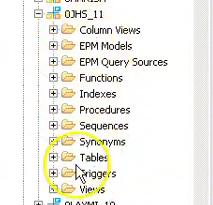 0JHS_11
Column Views
EPM Models
EPM Query Sources
Functions
Indexes
Procedures
Sequences
Synonyms
Tables
Triggers
Views